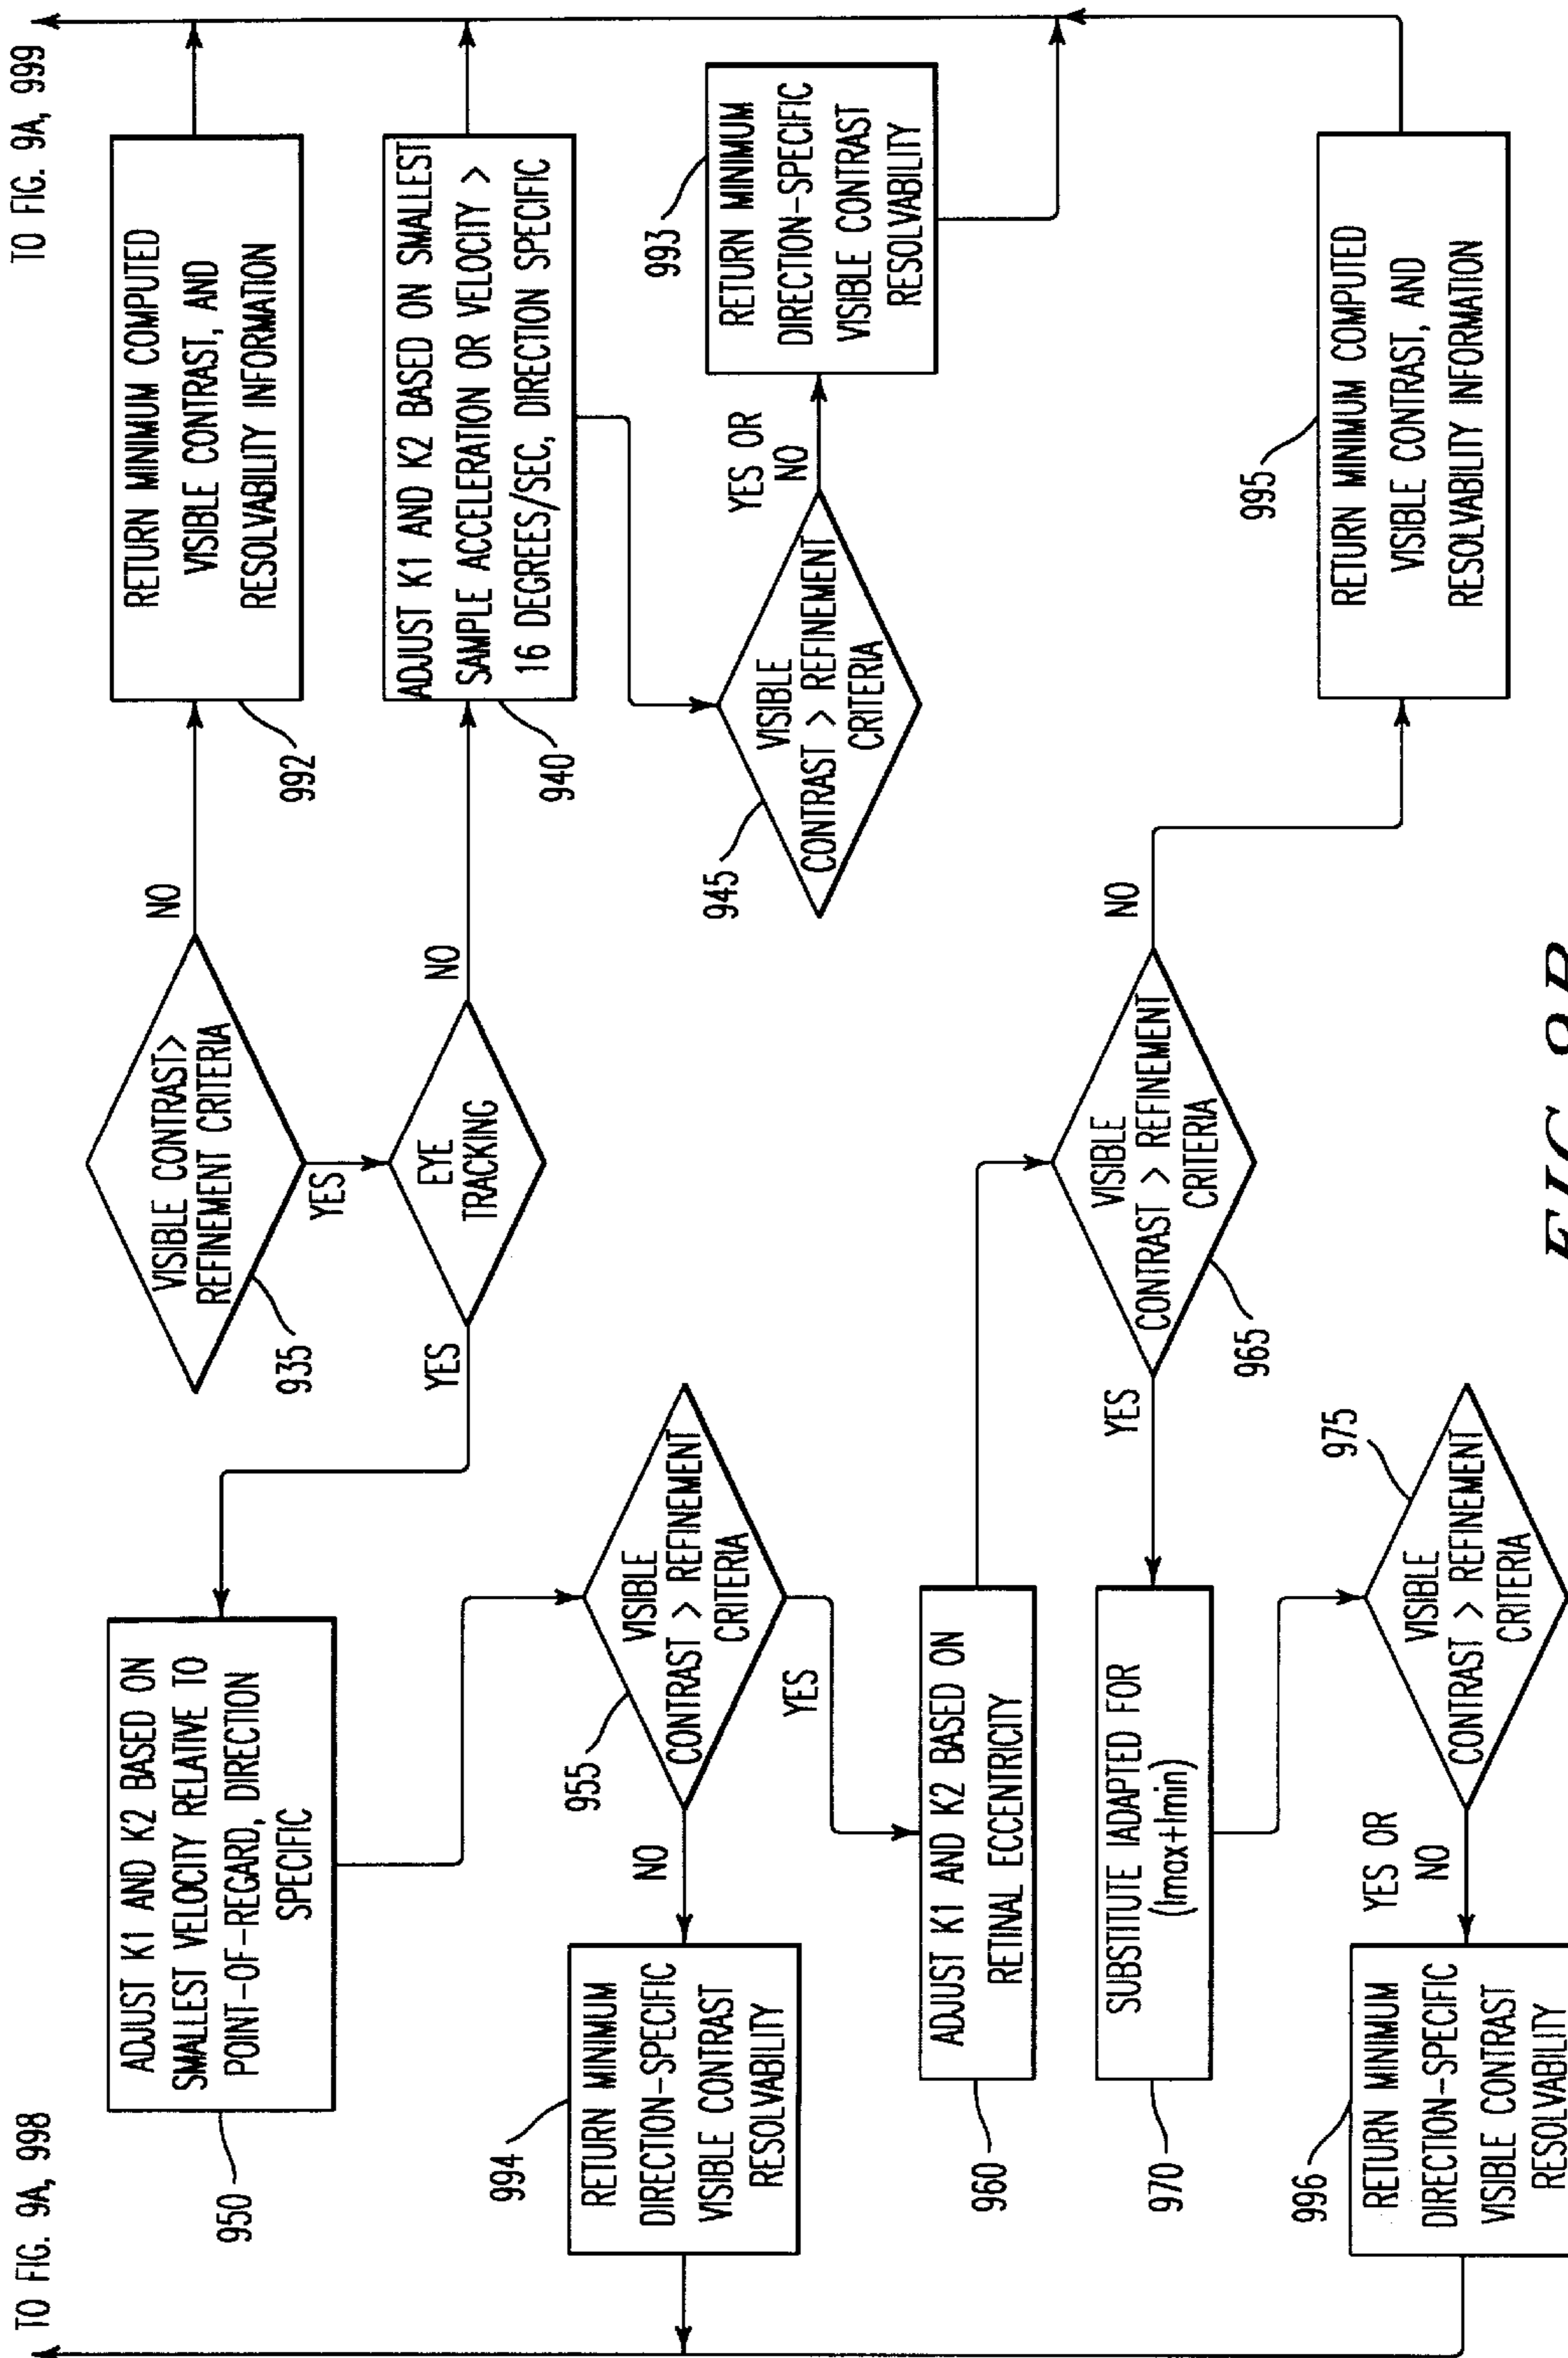 TO FIG. 9A, 998
TO FIG. 9A, 999
VISIBLE CONTRAST>
REFINEMENT CRITERIA
935
NO
YES
RETURN MINIMUM COMPUTED
VISIBLE CONTRAST, AND
RESOLVABILITY INFORMATION
992
EYE
TRACKING
YES
NO
ADJUST K1 AND K2 BASED ON SMALLEST
SAMPLE ACCELERATION OR VELOCITY >
16 DEGREES/SEC, DIRECTION SPECIFIC
940
ADJUST K1 AND K2 BASED ON
SMALLEST VELOCITY RELATIVE TO
POINT-OF-REGARD, DIRECTION
SPECIFIC
950
VISIBLE
CONTRAST > REFINEMENT
CRITERIA
945
YES OR
NO
RETURN MINIMUM
DIRECTION-SPECIFIC
VISIBLE CONTRAST
RESOLVABILITY
993
VISIBLE
CONTRAST > REFINEMENT
CRITERIA
955
NO
YES
RETURN MINIMUM
DIRECTION-SPECIFIC
VISIBLE CONTRAST
RESOLVABILITY
994
ADJUST K1 AND K2 BASED ON
RETINAL ECCENTRICITY
960
VISIBLE
CONTRAST > REFINEMENT
CRITERIA
965
YES
NO
RETURN MINIMUM COMPUTED
VISIBLE CONTRAST, AND
RESOLVABILITY INFORMATION
995
SUBSTITUTE IADAPTED FOR
(Imax+Imin)
970
VISIBLE
CONTRAST > REFINEMENT
CRITERIA
975
YES OR
NO
RETURN MINIMUM
DIRECTION-SPECIFIC
VISIBLE CONTRAST
RESOLVABILITY
996
FIG